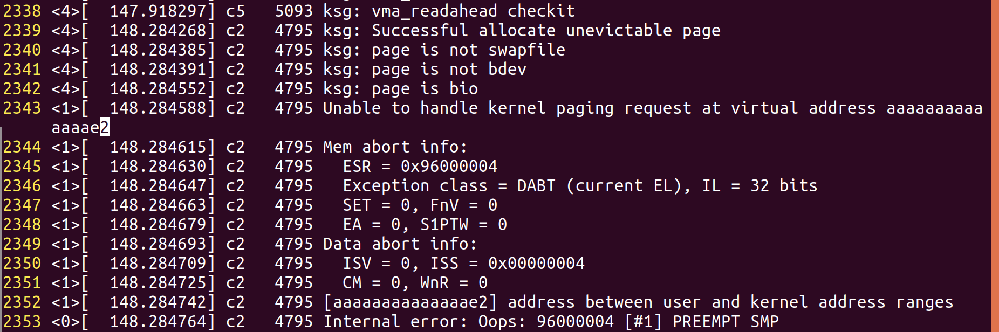 2338 <4>[  147.918297] c5   5093 ksg: vma_readahead checkit
2339 <4>[  148.284268] c2   4795 ksg: Successful allocate unevictable page
2340 <4>[  148.284385] c2   4795 ksg: page is not swapfile
2341 <4>[  148.284391] c2   4795 ksg: page is not bdev
2342 <4>[  148.284552] c2   4795 ksg: page is bio
2343 <1>[  148.284588] c2   4795 Unable to handle kernel paging request at virtual address aaaaaaaaaa
aaaae2
2344 <1>[  148.284615] c2   4795 Mem abort info:
2345 <1>[  148.284630] c2   4795   ESR = 0x96000004
2346 <1>[  148.284647] c2   4795   Exception class = DABT (current EL), IL = 32 bits
2347 <1>[  148.284663] c2   4795   SET = 0, FnV = 0
2348 <1>[  148.284679] c2   4795   EA = 0, S1PTW = 0
2349 <1>[  148.284693] c2   4795 Data abort info:
2350 <1>[  148.284709] c2   4795   ISV = 0, ISS = 0x00000004
2351 <1>[  148.284725] c2   4795   CM = 0, WnR = 0
2352 <1>[  148.284742] c2   4795 [aaaaaaaaaaaaaae2] address between user and kernel address ranges
2353 <0>[  148.284764] c2   4795 Internal error: Oops: 96000004 [#1] PREEMPT SMP